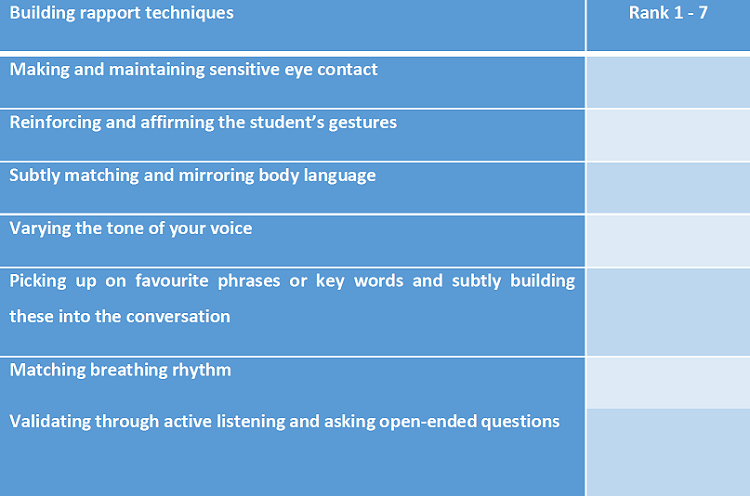 Building rapport techniques Rank 1 - 7
Making and maintaining sensitive eye contact
Reinforcing and affirming the student’s gestures
Subtly matching and mirroring body language
Varying the tone of your voice
Picking up on favourite phrases or key words and subtly building
these into the conversation
Matching breathing rhythm
Validating through active listening and asking open-ended questions